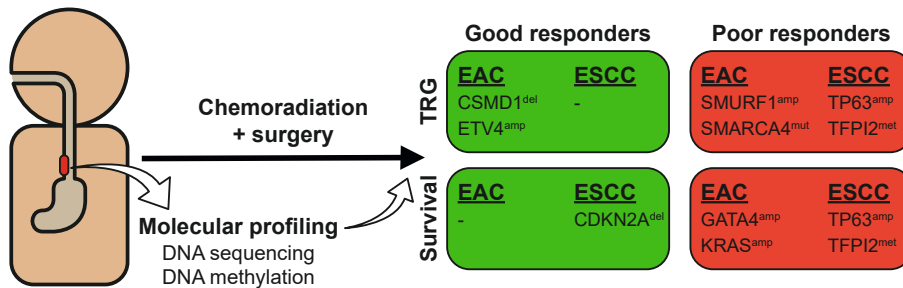 Good responders
Poor responders
Chemoradiation
+ surgery
Molecular profiling
DNA sequencing
DNA methylation
TRG
EAC ESCC
CSMD1del -
ETV4amp
EAC ESCC
SMURF1amp TP63amp
SMARCA4mut TFPI2met
Survival
EAC ESCC
- CDKN2Adel
EAC ESCC
GATA4amp TP63amp
KRASamp TFPI2met